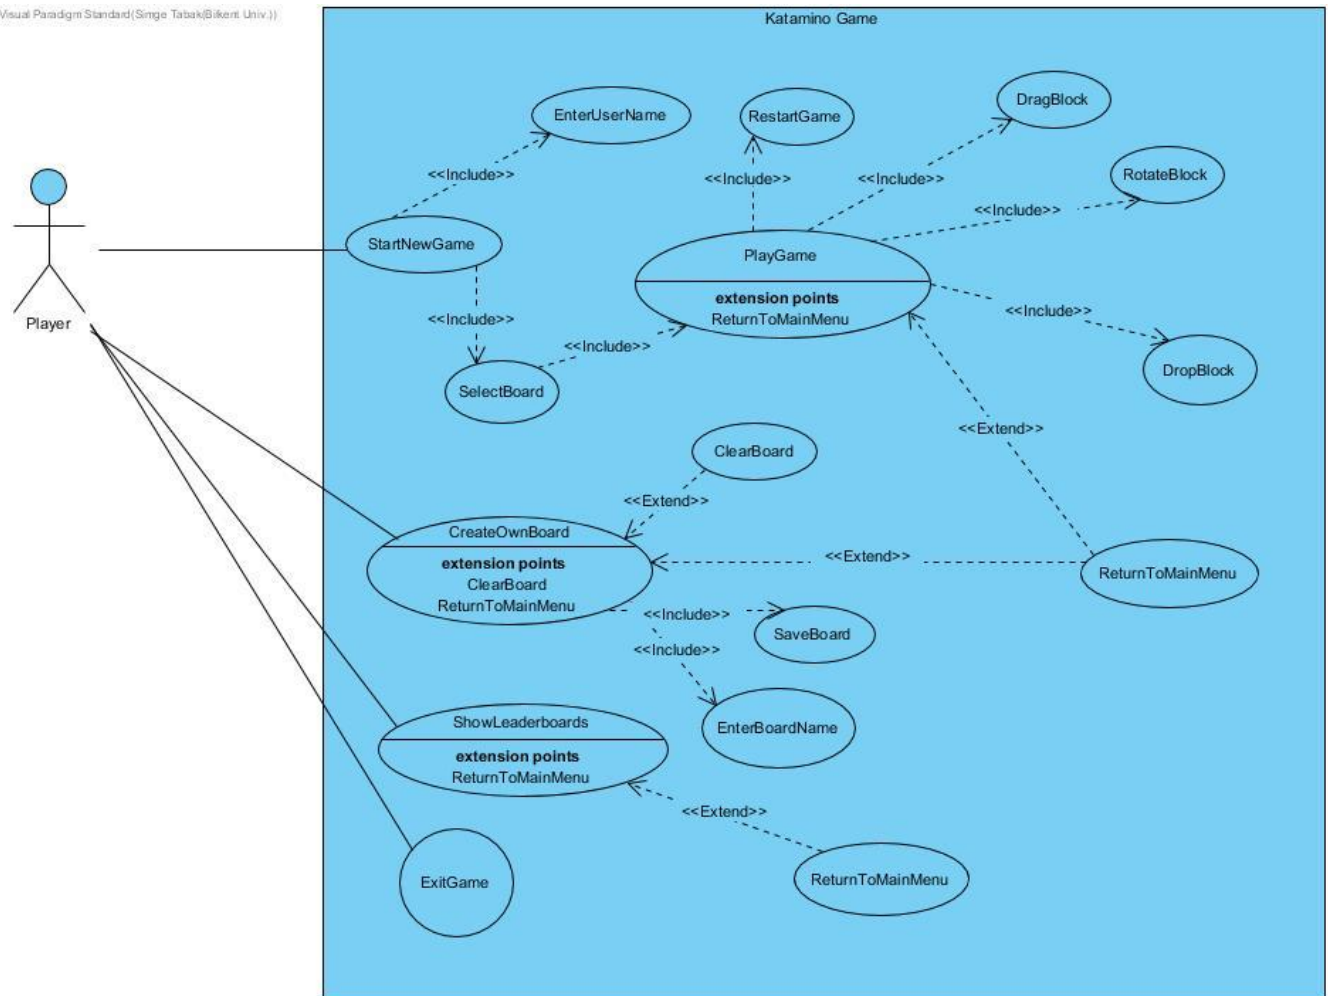 Visual Paradigm Standard(Simge Tabak(Bilkent Univ.))
Katamino Game
EnterUserName
RestartGame
DragBlock
<<Include>>
<<Include>>
<<Include>>
RotateBlock
<<Include>>
Player
StartNewGame
PlayGame
extension points
ReturnToMainMenu
<<Include>>
<<Include>>
<<Include>>
SelectBoard
DropBlock
<<Extend>>
ClearBoard
<<Extend>>
CreateOwnBoard
extension points
ClearBoard
ReturnToMainMenu
<<Extend>>
ReturnToMainMenu
<<Include>>
SaveBoard
<<Include>>
EnterBoardName
ShowLeaderboards
extension points
ReturnToMainMenu
<<Extend>>
ReturnToMainMenu
ExitGame